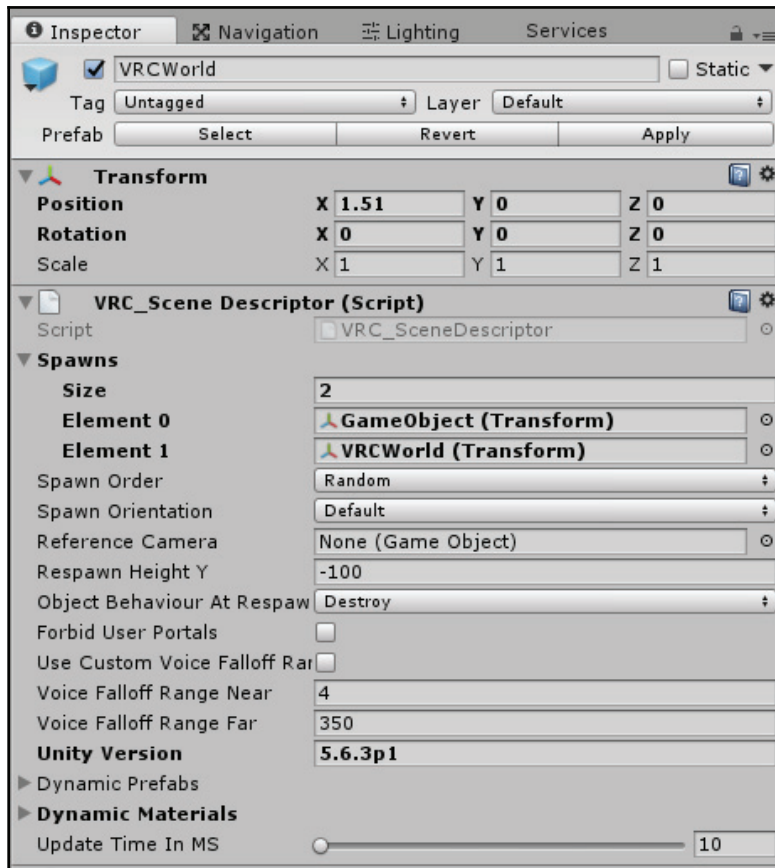 Inspector Navigation Lighting Services
VRCWorld Static
Tag Untagged Layer Default
Prefab Select Revert Apply
Transform
Position X 1.51 Y 0 Z 0
Rotation X 0 Y 0 Z 0
Scale X 1 Y 1 Z 1
VRC_Scene Descriptor (Script)
Script VRC_SceneDescriptor
Spawns
Size 2
Element 0 GameObject (Transform)
Element 1 VRCWorld (Transform)
Spawn Order Random
Spawn Orientation Default
Reference Camera None (Game Object)
Respawn Height Y -100
Object Behaviour At Respaw Destroy
Forbid User Portals
Use Custom Voice Falloff Rar
Voice Falloff Range Near 4
Voice Falloff Range Far 350
Unity Version 5.6.3p1
Dynamic Prefabs
Dynamic Materials
Update Time In MS 10